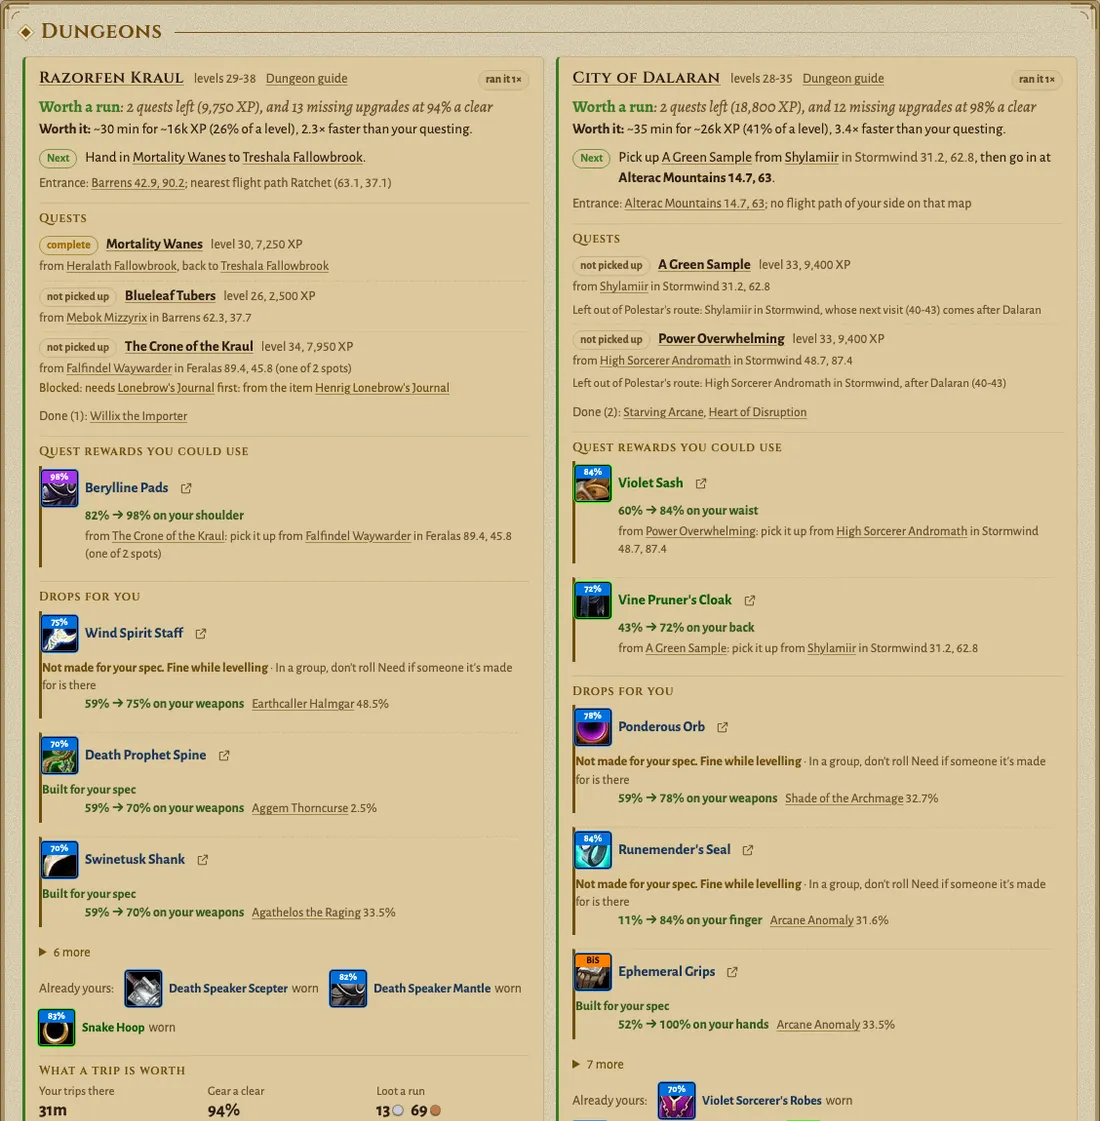 Dungeons
Razorfen Kraul levels 29-38 Dungeon guide ran it 1×
Worth a run: 2 quests left (9,750 XP), and 13 missing upgrades at 94% a clear
Worth it: ~30 min for ~16k XP (26% of a level), 2.3× faster than your questing.
Next Hand in Mortality Wanes to Treshala Fallowbrook.
Entrance: Barrens 42.9, 90.2; nearest flight path Ratchet (63.1, 37.1)
Quests
complete Mortality Wanes level 30, 7,250 XP
from Heralath Fallowbrook, back to Treshala Fallowbrook
not picked up Blueleaf Tubers level 26, 2,500 XP
from Mebok Mizzyrix in Barrens 62.3, 37.7
not picked up The Crone of the Kraul level 34, 7,950 XP
from Falfindel Waywarder in Feralas 89.4, 45.8 (one of 2 spots)
Blocked: needs Lonebrow's Journal first: from the item Henrig Lonebrow's Journal
Done (1): Willix the Importer
Quest rewards you could use
98%
Berylline Pads
82% → 98% on your shoulder
from The Crone of the Kraul: pick it up from Falfindel Waywarder in Feralas 89.4, 45.8
(one of 2 spots)
Drops for you
75%
Wind Spirit Staff
Not made for your spec. Fine while levelling · In a group, don't roll Need if someone it's made
for is there
59% → 75% on your weapons Earthcaller Halmgar 48.5%
70%
Death Prophet Spine
Built for your spec
59% → 70% on your weapons Aggem Thorncurse 2.5%
70%
Swinetusk Shank
Built for your spec
59% → 70% on your weapons Agathelos the Raging 33.5%
▶ 6 more
Already yours: Death Speaker Scepter worn 82% Death Speaker Mantle worn
83% Snake Hoop worn
What a trip is worth
Your trips there Gear a clear Loot a run
31m 94% 13 69
City of Dalaran levels 28-35 Dungeon guide ran it 1×
Worth a run: 2 quests left (18,800 XP), and 12 missing upgrades at 98% a clear
Worth it: ~35 min for ~26k XP (41% of a level), 3.4× faster than your questing.
Next Pick up A Green Sample from Shylamiir in Stormwind 31.2, 62.8, then go in at
Alterac Mountains 14.7, 63.
Entrance: Alterac Mountains 14.7, 63; no flight path of your side on that map
Quests
not picked up A Green Sample level 33, 9,400 XP
from Shylamiir in Stormwind 31.2, 62.8
Left out of Polestar's route: Shylamiir in Stormwind, whose next visit (40-43) comes after Dalaran
not picked up Power Overwhelming level 33, 9,400 XP
from High Sorcerer Andromath in Stormwind 48.7, 87.4
Left out of Polestar's route: High Sorcerer Andromath in Stormwind, after Dalaran (40-43)
Done (2): Starving Arcane, Heart of Disruption
Quest rewards you could use
84%
Violet Sash
60% → 84% on your waist
from Power Overwhelming: pick it up from High Sorcerer Andromath in Stormwind
48.7, 87.4
72%
Vine Pruner's Cloak
43% → 72% on your back
from A Green Sample: pick it up from Shylamiir in Stormwind 31.2, 62.8
Drops for you
78%
Ponderous Orb
Not made for your spec. Fine while levelling · In a group, don't roll Need if someone it's made
for is there
59% → 78% on your weapons Shade of the Archmage 32.7%
84%
Runemender's Seal
Not made for your spec. Fine while levelling · In a group, don't roll Need if someone it's made
for is there
11% → 84% on your finger Arcane Anomaly 31.6%
BiS
Ephemeral Grips
Built for your spec
52% → 100% on your hands Arcane Anomaly 33.5%
▶ 7 more
Already yours: 70% Violet Sorcerer's Robes worn